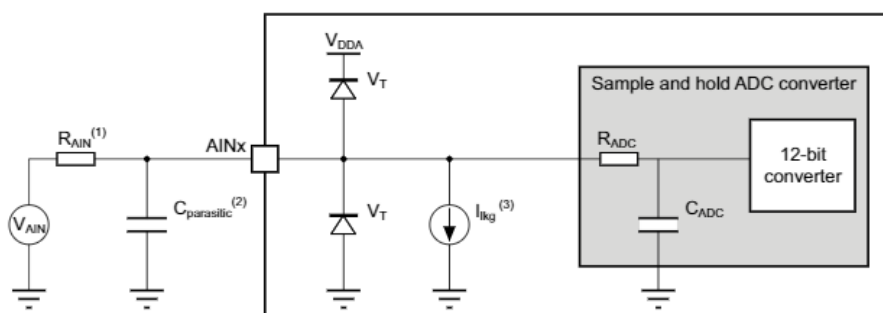 V_DDA
V_T
Sample and hold ADC converter
R_AIN^(1)
AINx
R_ADC
12-bit
converter
V_AIN
C_parasitic^(2)
V_T
I_lkg^(3)
C_ADC